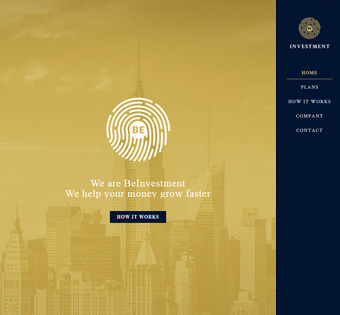 BE
We are BeInvestment
We help your money grow faster
HOW IT WORKS
INVESTMENT
HOME
PLANS
HOW IT WORKS
COMPANY
CONTACT